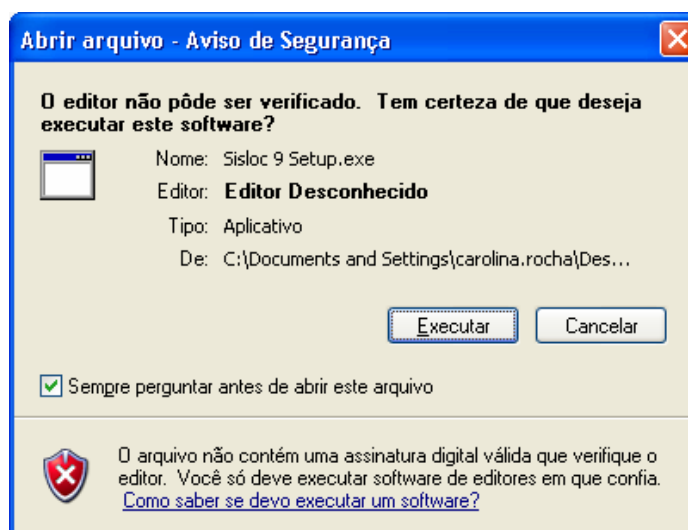 Abrir arquivo - Aviso de Segurança
O editor não pôde ser verificado. Tem certeza de que deseja
executar este software?
Nome: Sisloc 9 Setup.exe
Editor: Editor Desconhecido
Tipo: Aplicativo
De: C:\Documents and Settings\carolina.rocha\Des...
Executar Cancelar
Sempre perguntar antes de abrir este arquivo
O arquivo não contém uma assinatura digital válida que verifique o
editor. Você só deve executar software de editores em que confia.
Como saber se devo executar um software?